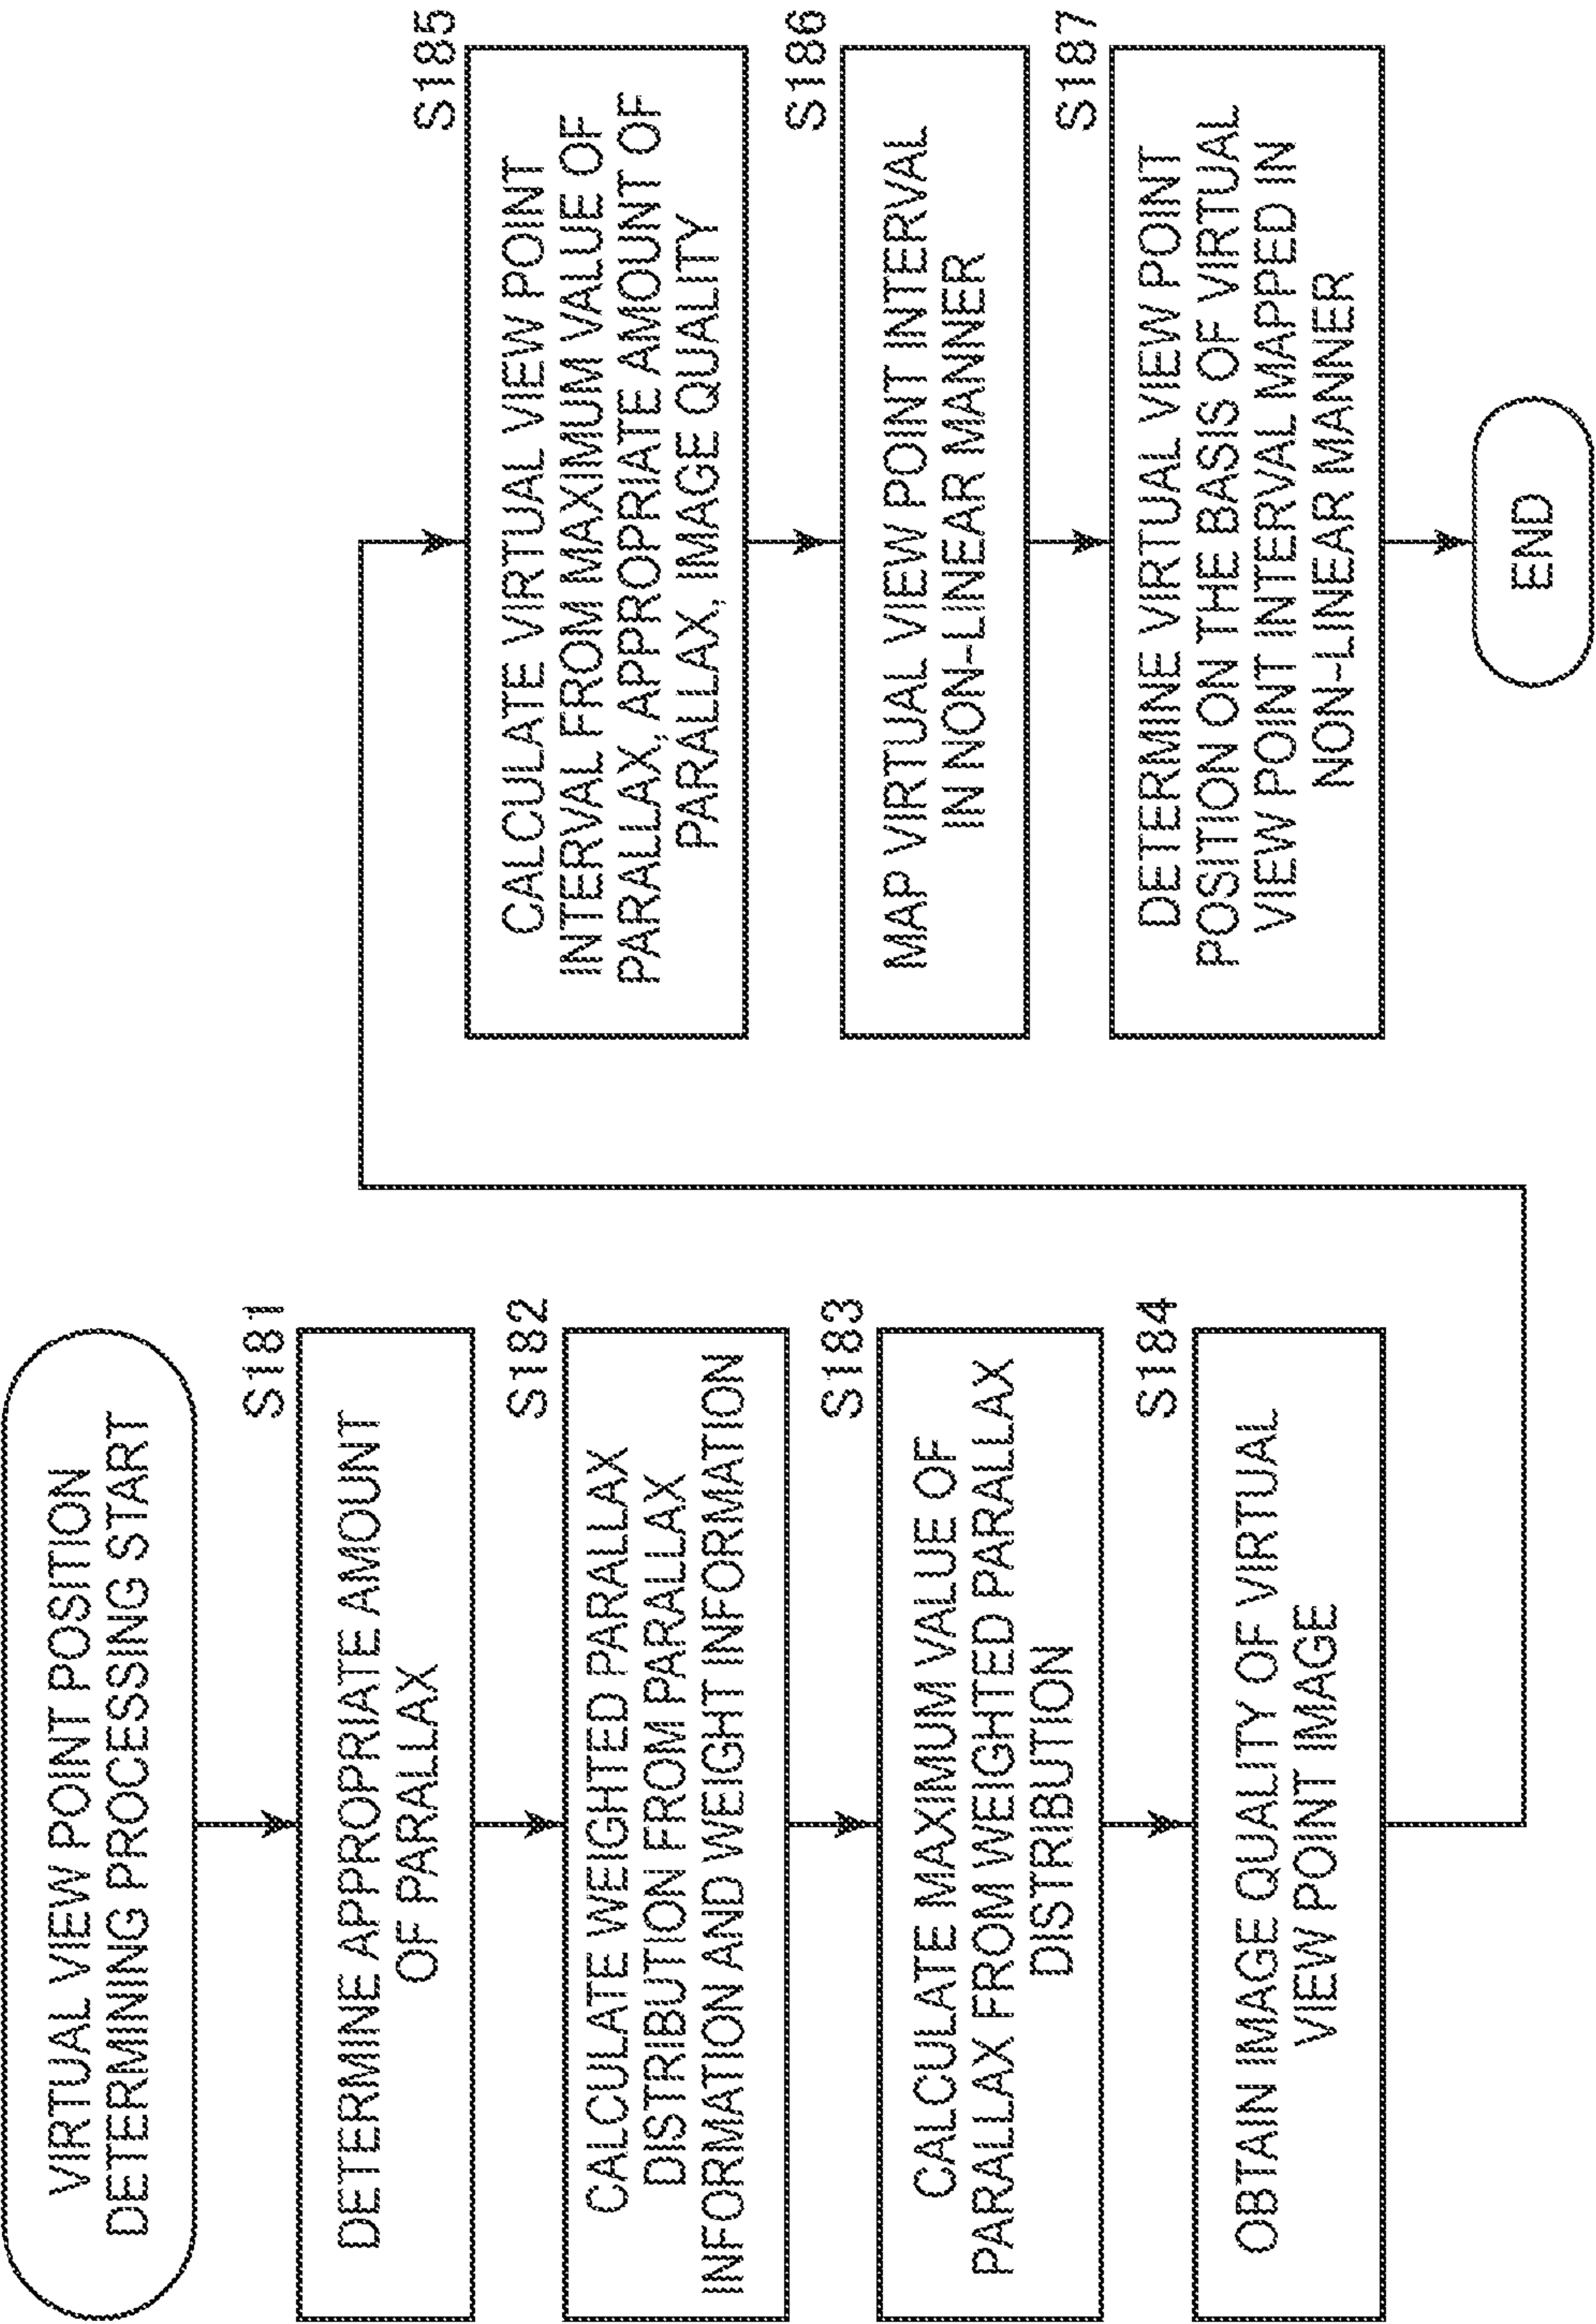 VIRTUAL VIEW POINT POSITION
DETERMINING PROCESSING START
S181
DETERMINE APPROPRIATE AMOUNT
OF PARALLAX
S182
CALCULATE WEIGHTED PARALLAX
DISTRIBUTION FROM PARALLAX
INFORMATION AND WEIGHT INFORMATION
S183
CALCULATE MAXIMUM VALUE OF
PARALLAX FROM WEIGHTED PARALLAX
DISTRIBUTION
S184
OBTAIN IMAGE QUALITY OF VIRTUAL
VIEW POINT IMAGE
S185
CALCULATE VIRTUAL VIEW POINT
INTERVAL FROM MAXIMUM VALUE OF
PARALLAX, APPROPRIATE AMOUNT OF
PARALLAX, IMAGE QUALITY
S186
MAP VIRTUAL VIEW POINT INTERVAL
IN NON-LINEAR MANNER
S187
DETERMINE VIRTUAL VIEW POINT
POSITION ON THE BASIS OF VIRTUAL
VIEW POINT INTERVAL MAPPED IN
NON-LINEAR MANNER
END